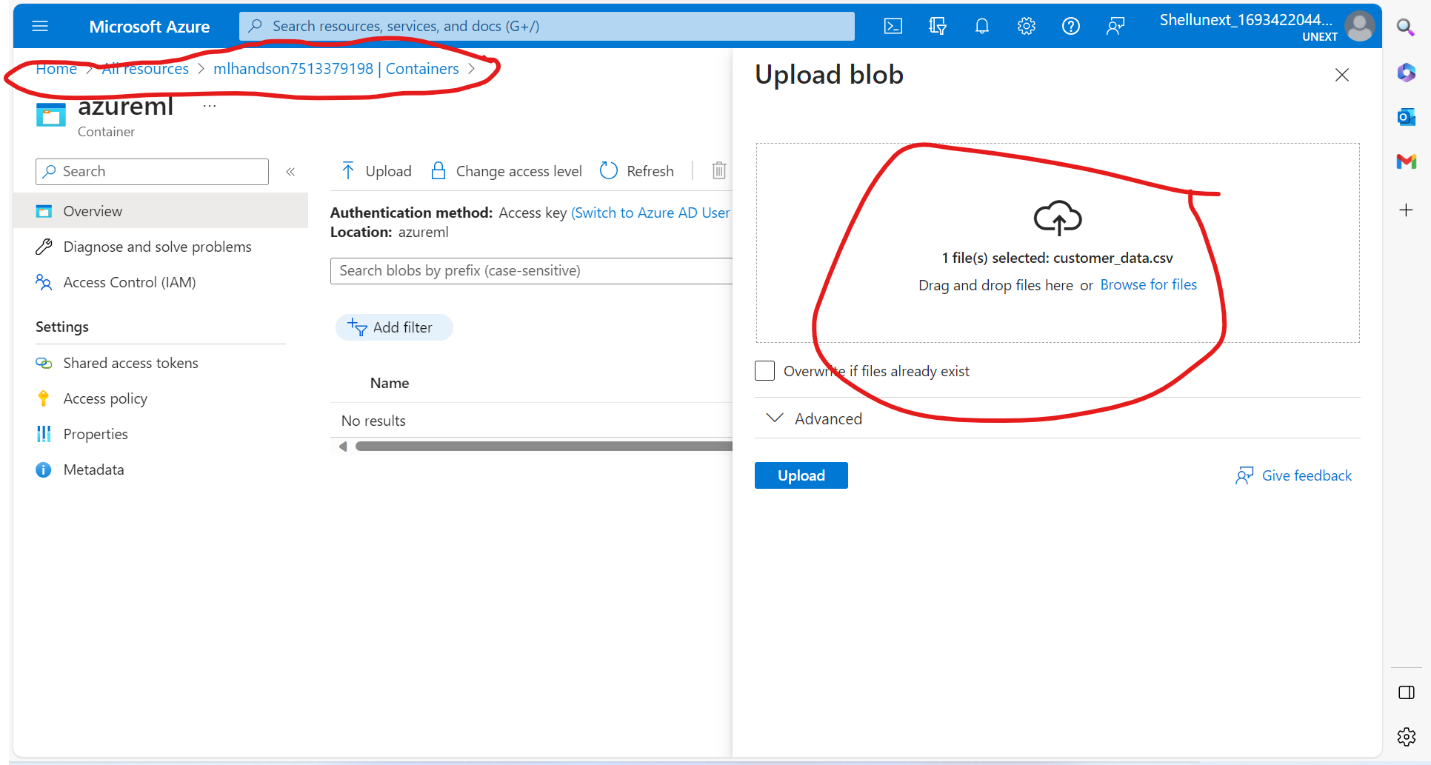 Microsoft Azure
Search resources, services, and docs (G+/)
Shellunext_1693422044...
UNEXT
Home > All resources > mlhandson7513379198 | Containers >
azureml ...
Container
Search
«
Overview
Diagnose and solve problems
Access Control (IAM)
Settings
Shared access tokens
Access policy
Properties
Metadata
Upload
Change access level
Refresh
Authentication method: Access key (Switch to Azure AD User
Location: azureml
Search blobs by prefix (case-sensitive)
Add filter
Name
No results
Upload blob
1 file(s) selected: customer_data.csv
Drag and drop files here or Browse for files
Overwrite if files already exist
Advanced
Upload
Give feedback